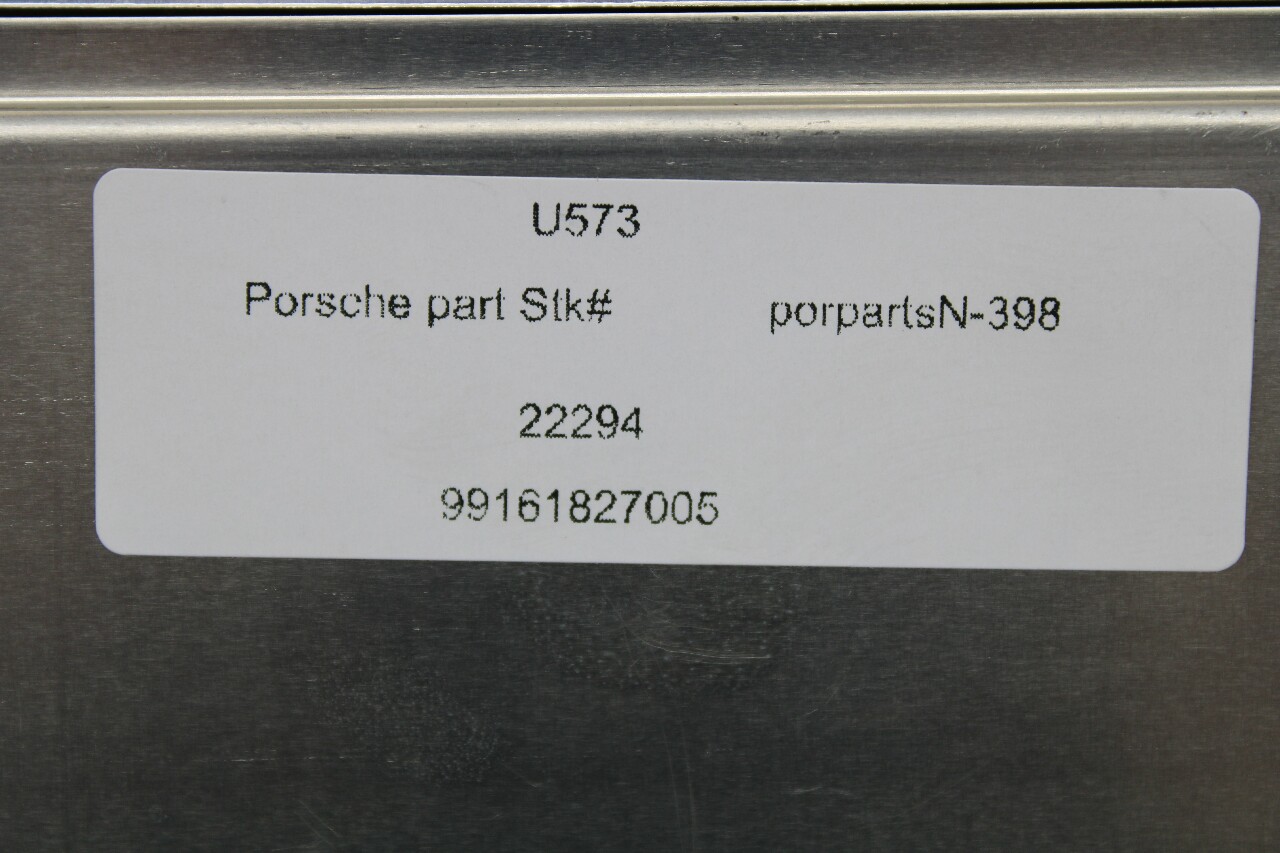 U573
Porsche part Stk# porpartsN-398
22294
99161827005